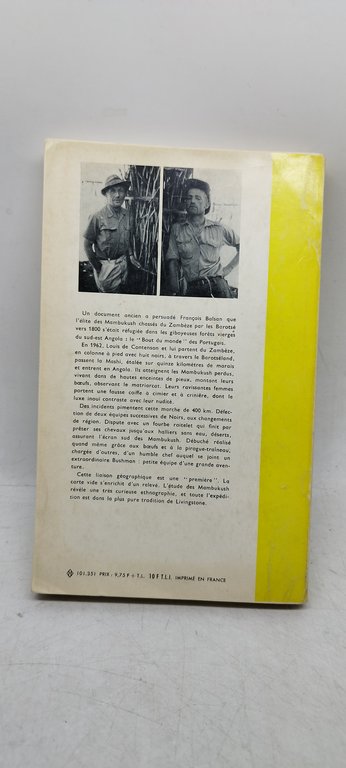 Un document ancien a persuadé François Balsan que
l'élite des Mambukush chassés du Zambèze par les Barotsé
vers 1800 s'était réfugiée dans les giboyeuses forêts vierges
du sud-est Angola : le "Bout du monde" des Portugais.
En 1962, Louis de Contenson et lui partent du Zambèze,
en colonne à pied avec huit noirs, à travers le Barotseland,
passent la Mashi, étalée sur quinze kilomètres de marais
et entrent en Angola. Ils atteignent les Mambukush perdus,
vivant dans de hautes enceintes de pieux, montant leurs
bœufs, observant le matriarcat. Leurs ravissantes femmes
portent une fausse coiffe à cimier et à crinière, dont le
luxe inouï contraste avec leur nudité.
Des incidents pimentent cette marche de 400 km. Défec-
tion de deux équipes successives de Noirs, aux changements
de région. Dispute avec un fourbe roitelet qui finit par
prêter ses chevaux jusqu'aux halliers sans eau, déserts,
assurant l'écran sud des Mambukush. Débuché réalisé
quand même grâce aux bœufs et à la pirogue-traîneau,
chargée d'outres, d'un humble chef auquel se joint un
extraordinaire Bushman : petite équipe d'une grande aven-
ture.
Cette liaison géographique est une "première". La
carte vide s'enrichit d'un relevé. L'étude des Mambukush
révèle une très curieuse ethnographie, et toute l'expédi-
tion est dans la plus pure tradition de Livingstone.
101.351 PRIX : 9,75 F + T.L. 10 F T.L.I. IMPRIMÉ EN FRANCE